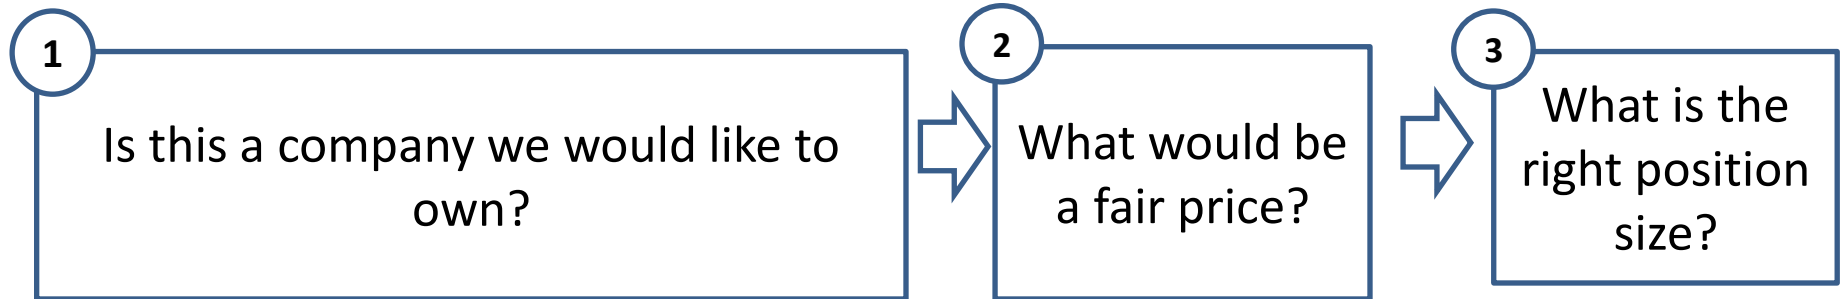 1
Is this a company we would like to
own?
2
What would be
a fair price?
3
What is the
right position
size?